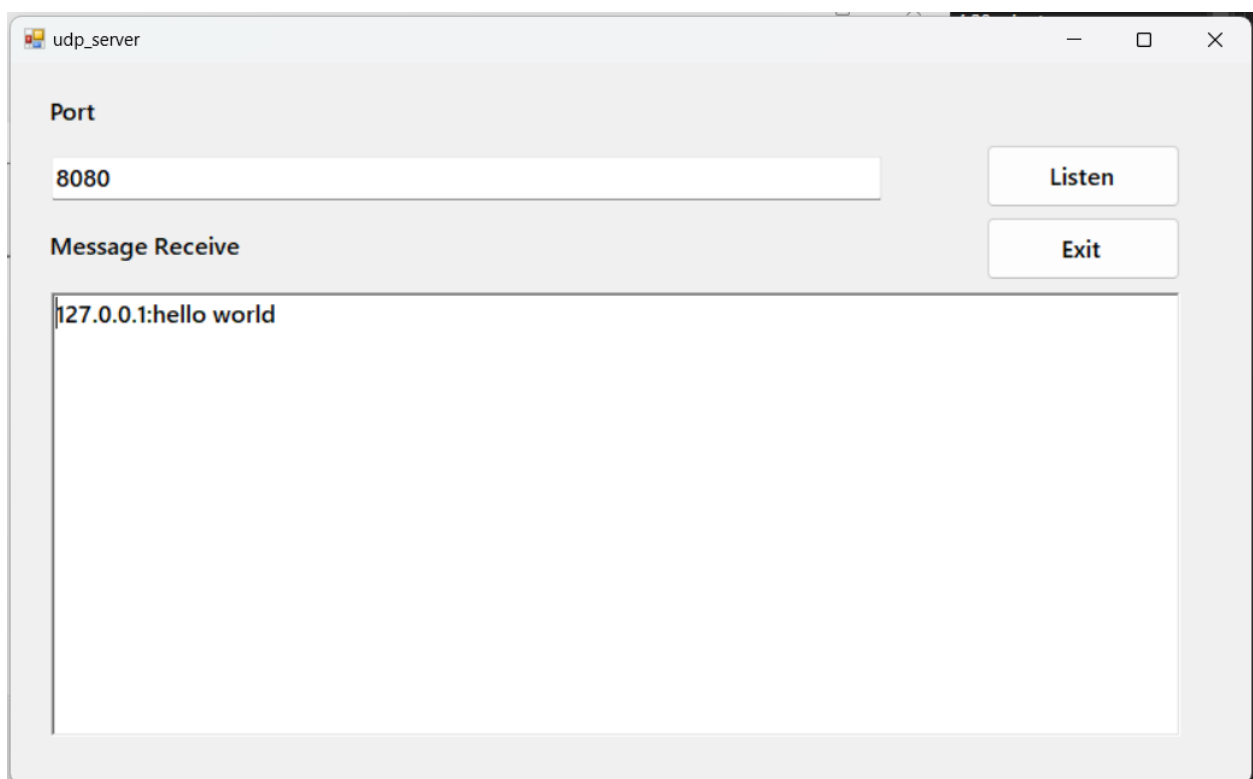 udp_server
Port
8080
Listen
Message Receive
Exit
127.0.0.1:hello world